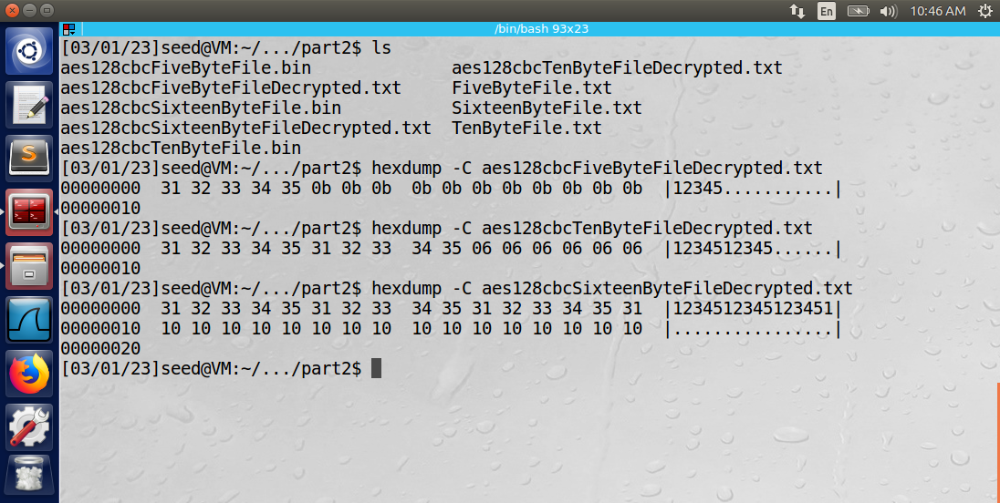 En 10:46 AM
/bin/bash 93x23
[03/01/23]seed@VM:~/.../part2$ ls
aes128cbcFiveByteFile.bin              aes128cbcTenByteFileDecrypted.txt
aes128cbcFiveByteFileDecrypted.txt     FiveByteFile.txt
aes128cbcSixteenByteFile.bin           SixteenByteFile.txt
aes128cbcSixteenByteFileDecrypted.txt  TenByteFile.txt
aes128cbcTenByteFile.bin
[03/01/23]seed@VM:~/.../part2$ hexdump -C aes128cbcFiveByteFileDecrypted.txt
00000000  31 32 33 34 35 0b 0b 0b  0b 0b 0b 0b 0b 0b 0b 0b  |12345...........|
00000010
[03/01/23]seed@VM:~/.../part2$ hexdump -C aes128cbcTenByteFileDecrypted.txt
00000000  31 32 33 34 35 31 32 33  34 35 06 06 06 06 06 06  |1234512345......|
00000010
[03/01/23]seed@VM:~/.../part2$ hexdump -C aes128cbcSixteenByteFileDecrypted.txt
00000000  31 32 33 34 35 31 32 33  34 35 31 32 33 34 35 31  |1234512345123451|
00000010  10 10 10 10 10 10 10 10  10 10 10 10 10 10 10 10  |................|
00000020
[03/01/23]seed@VM:~/.../part2$